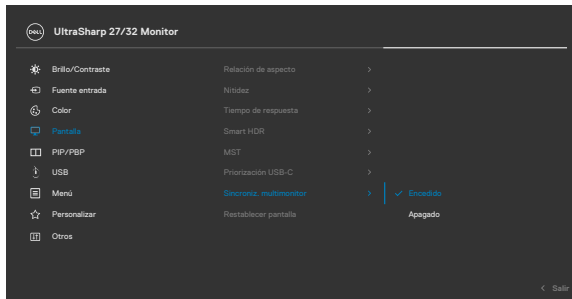 DELL UltraSharp 27/32 Monitor
Brillo/Contraste Relación de aspecto >
Fuente entrada Nitidez >
Color Tiempo de respuesta >
Pantalla Smart HDR >
PIP/PBP MST >
USB Priorización USB-C >
Menú Sincroniz. multimonitor > ✓ Encedido
Personalizar Restablecer pantalla Apagado
Otros
< Salir